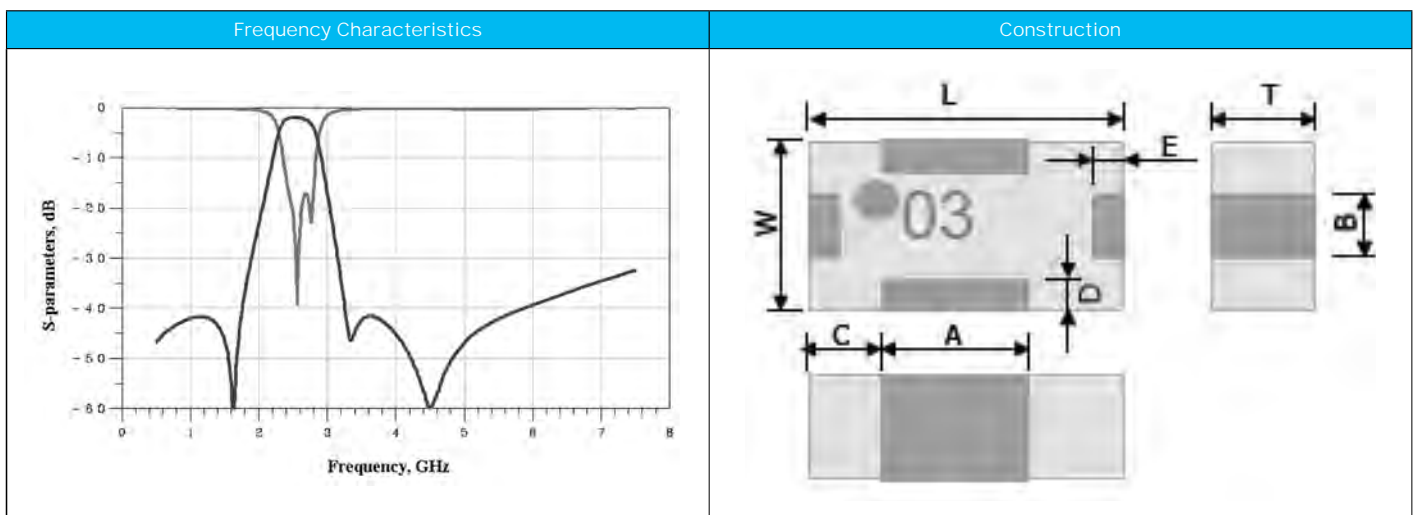 Frequency Characteristics
Construction
S-parameters, dB
0
-10
-20
-30
-40
-50
-60
0 1 2 3 4 5 6 7 8
Frequency, GHz
L
T
E
W
03
B
D
C
A